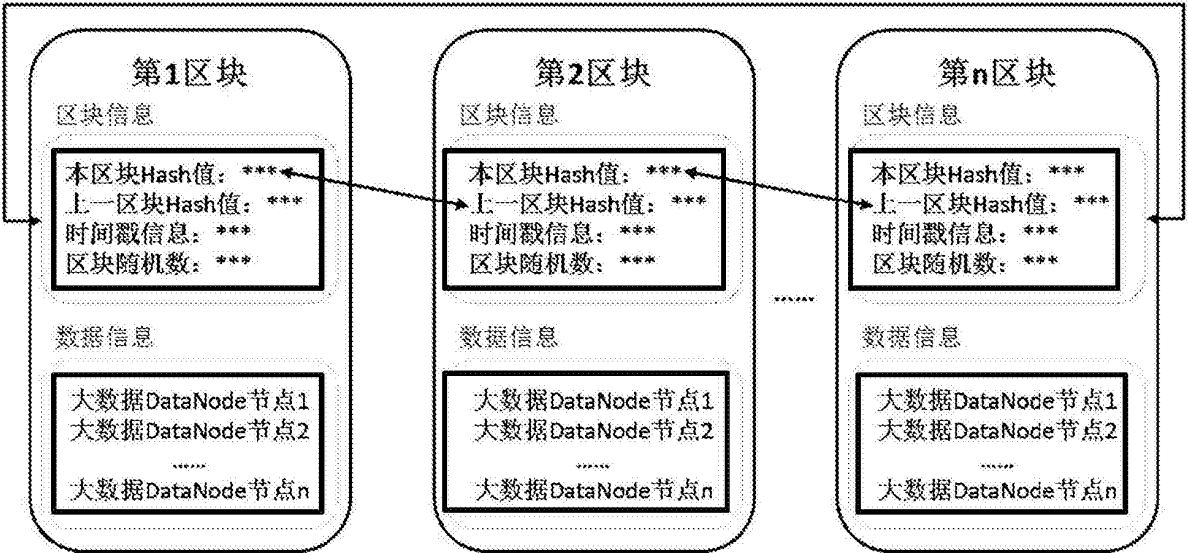 第1区块
区块信息
本区块Hash值：***
上一区块Hash值：***
时间戳信息：***
区块随机数：***
数据信息
大数据DataNode节点1
大数据DataNode节点2
……
大数据DataNode节点n
第2区块
区块信息
本区块Hash值：***
上一区块Hash值：***
时间戳信息：***
区块随机数：***
数据信息
大数据DataNode节点1
大数据DataNode节点2
……
大数据DataNode节点n
……
第n区块
区块信息
本区块Hash值：***
上一区块Hash值：***
时间戳信息：***
区块随机数：***
数据信息
大数据DataNode节点1
大数据DataNode节点2
……
大数据DataNode节点n